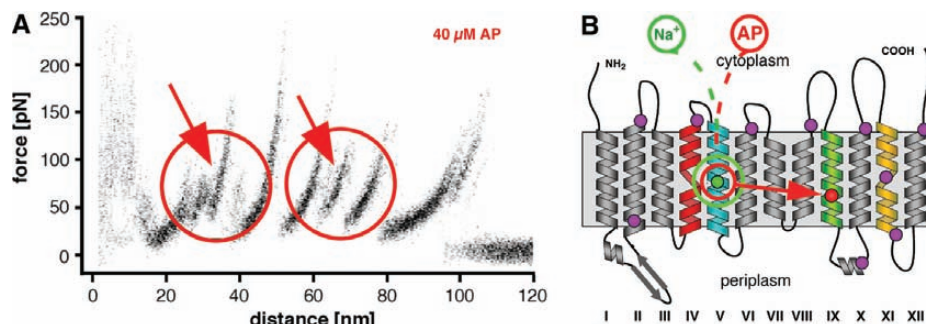 A
40 µM AP
force [pN]
250
200
150
100
50
0
0 20 40 60 80 100 120
distance [nm]
B
Na+
AP
cytoplasm
NH2
COOH
periplasm
I II III IV V VI VII VIII IX X XI XII